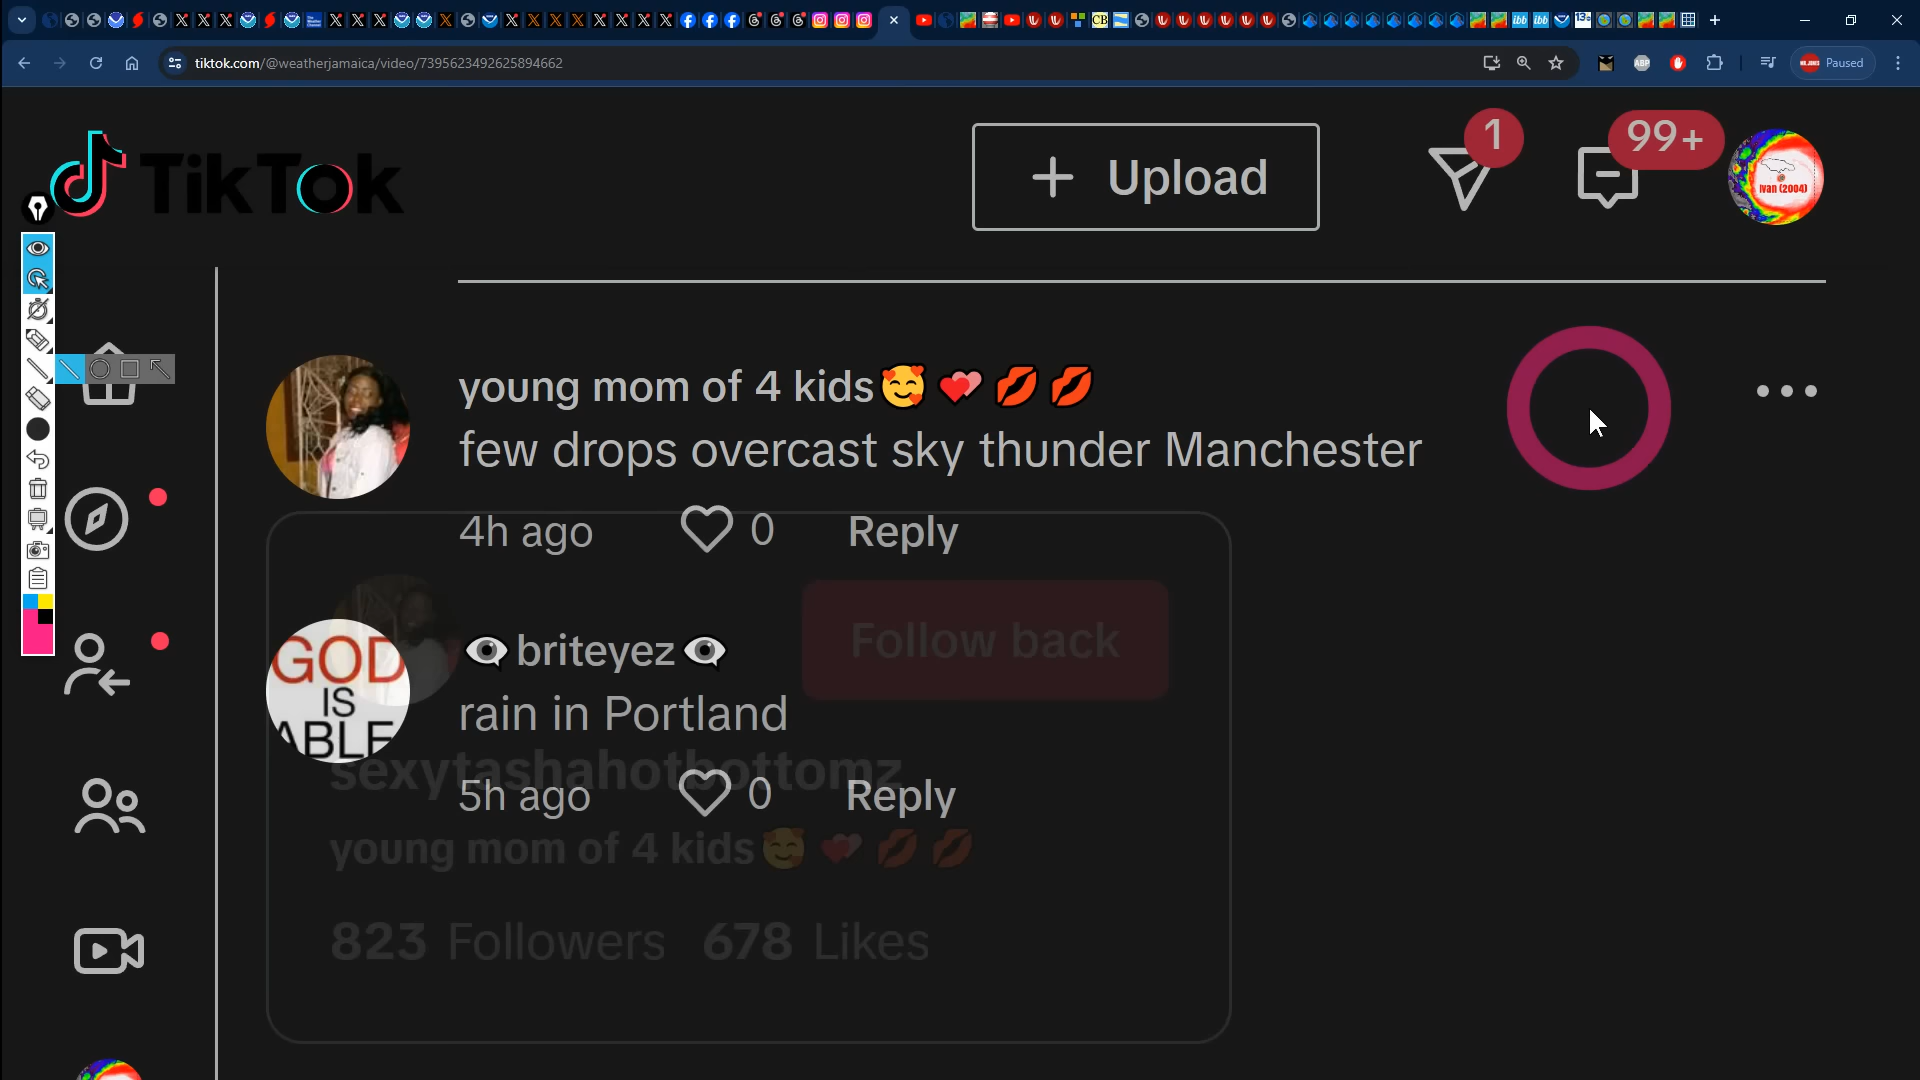 tiktok.com/@weatherjamaica/video/7395623492625894662
Paused
TikTok
+ Upload
1
99+
Ivan (2004)
young mom of 4 kids🥰 💕 💋 💋
few drops overcast sky thunder Manchester
4h ago 0 Reply
Follow back
GOD
IS
ABLE
👁️‍🗨️briteyez👁️‍🗨️
rain in Portland
sexytashahotbottomz
5h ago 0 Reply
young mom of 4 kids🥰 💕 💋 💋
823 Followers 678 Likes